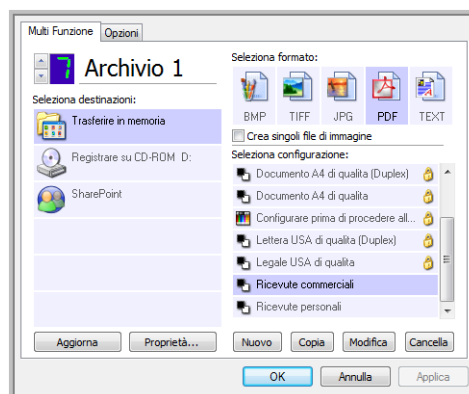 Multi Funzione Opzioni
7 Archivio 1
Seleziona destinazioni:
Trasferire in memoria
Registrare su CD-ROM D:
SharePoint
Aggiorna Proprietà...
Seleziona formato:
BMP TIFF JPG PDF TEXT
Crea singoli file di immagine
Seleziona configurazione:
Documento A4 di qualita (Duplex)
Documento A4 di qualita
Configurare prima di procedere all...
Lettera USA di qualita (Duplex)
Legale USA di qualita
Ricevute commerciali
Ricevute personali
Nuovo Copia Modifica Cancella
OK Annulla Applica